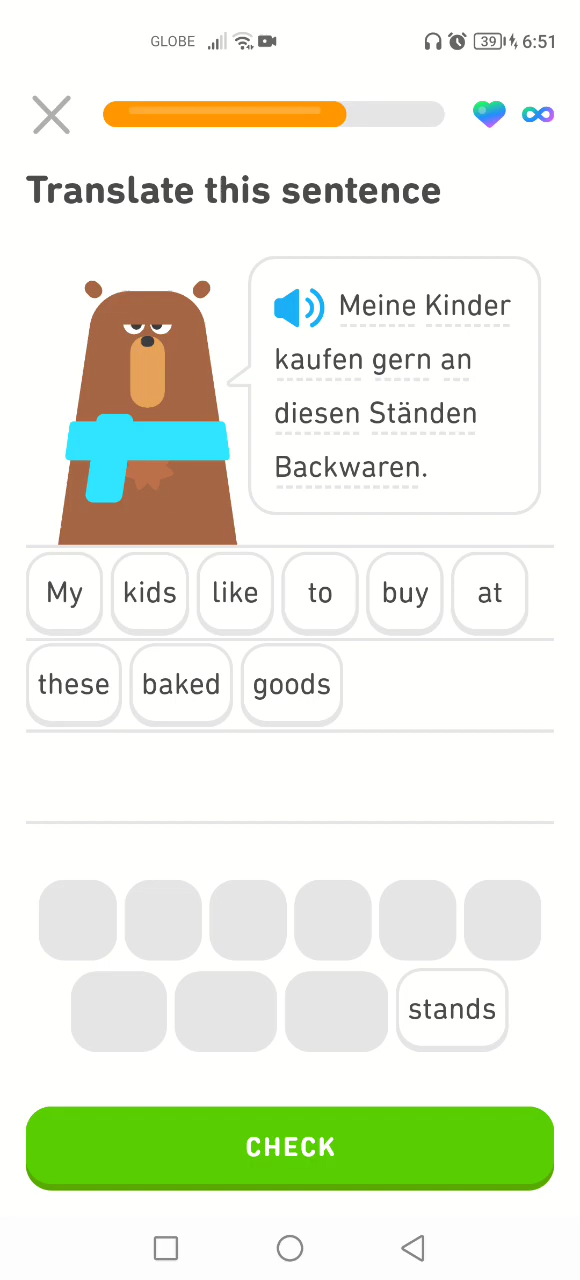 GLOBE 39 6:51
Translate this sentence
Meine Kinder
kaufen gern an
diesen Ständen
Backwaren.
My kids like to buy at
these baked goods
stands
CHECK